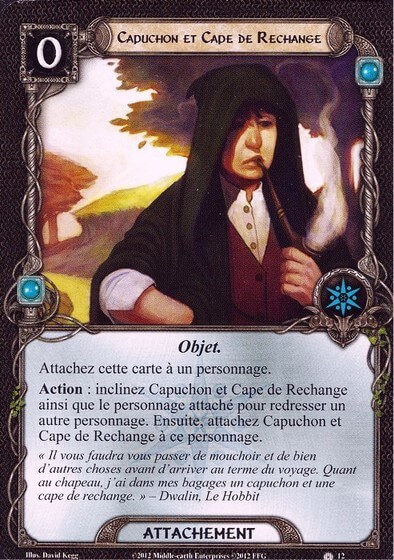 0
Capuchon et Cape de Rechange
Objet.
Attachez cette carte à un personnage.
Action : inclinez Capuchon et Cape de Rechange
ainsi que le personnage attaché pour redresser un
autre personnage. Ensuite, attachez Capuchon et
Cape de Rechange à ce personnage.
« Il vous faudra vous passer de mouchoir et de bien
d'autres choses avant d'arriver au terme du voyage. Quant
au chapeau, j'ai dans mes bagages un capuchon et une
cape de rechange. » – Dwalin, Le Hobbit
ATTACHEMENT
Illus. David Kegg ©2012 Middle-earth Enterprises ©2012 FFG 12